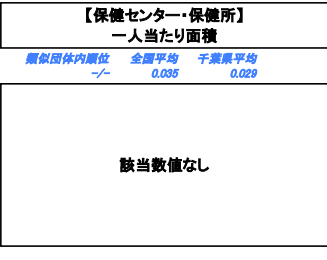 【保健センター・保健所】
一人当たり面積
類似団体内順位 全国平均 千葉県平均
-/- 0.035 0.029
該当数値なし